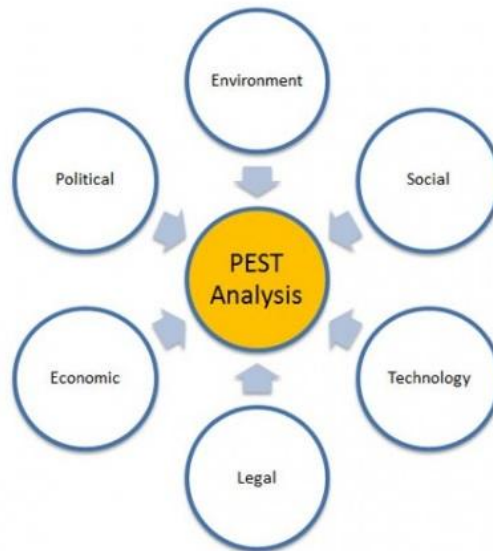 Environment
Political
Social
PEST
Analysis
Economic
Technology
Legal